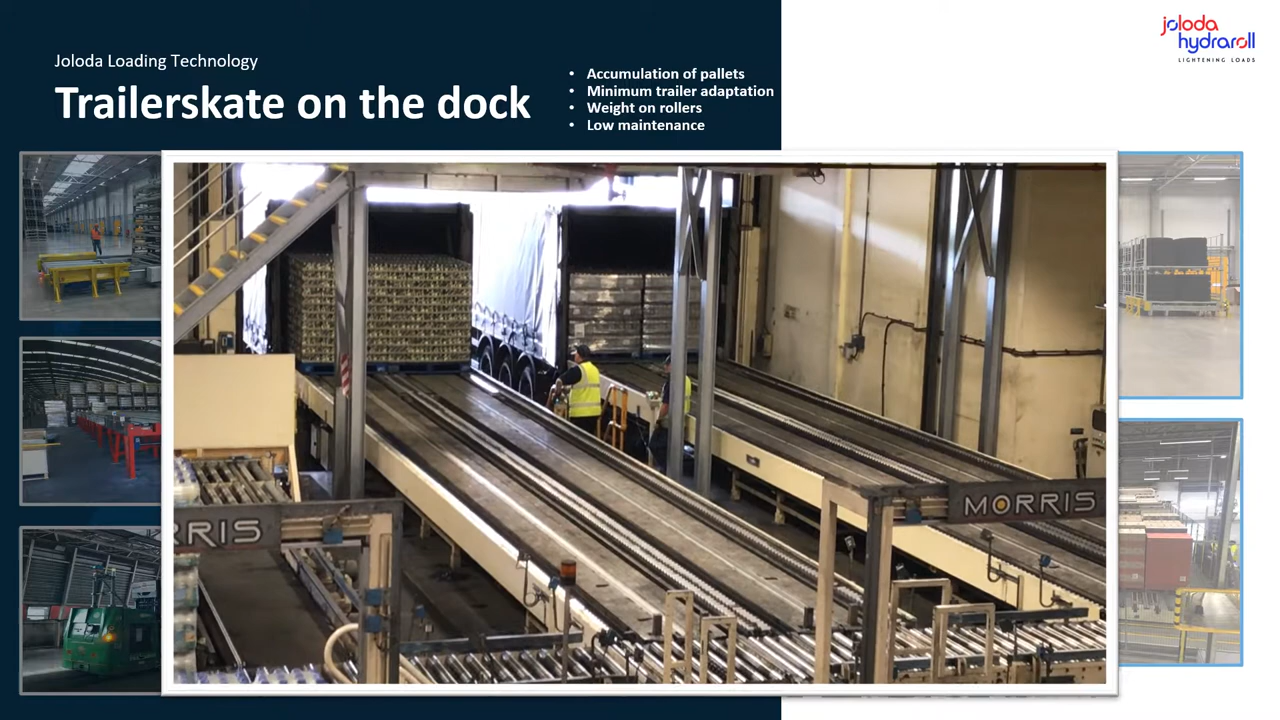 Joloda Loading Technology
Trailerskate on the dock
• Accumulation of pallets
• Minimum trailer adaptation
• Weight on rollers
• Low maintenance
joloda
hydraroll
LIGHTENING LOADS
MORRIS
RRIS